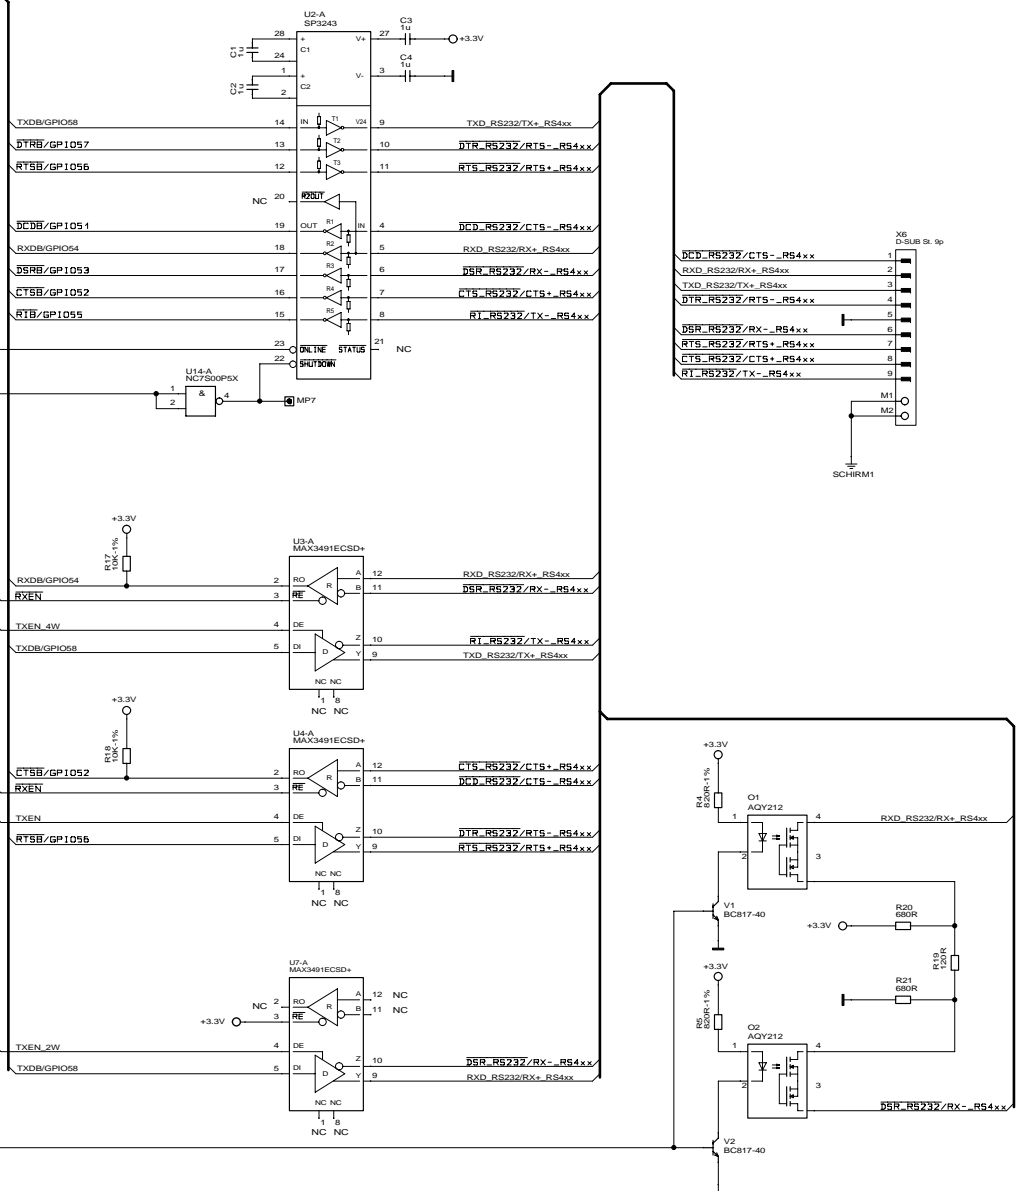 U2-A
SP3243
28 + V+ 27 C3 1u +3.3V
C1 1u
C1
24
C4 1u
1 + V- 3
C2 1u
C2
2
TXDB/GPIO58 14 IN T1 V24 9 TXD_RS232/TX+_RS4xx
DTRB/GPIO57 13 T2 10 DTR_RS232/RTS-_RS4xx
RTSB/GPIO56 12 T3 11 RTS_RS232/RTS+_RS4xx
NC 20 R2OUT
DCDB/GPIO51 19 OUT R1 IN 4 DCD_RS232/CTS-_RS4xx
RXDB/GPIO54 18 R2 5 RXD_RS232/RX+_RS4xx
DSRB/GPIO53 17 R3 6 DSR_RS232/RX-_RS4xx
CTSB/GPIO52 16 R4 7 CTS_RS232/CTS+_RS4xx
RIB/GPIO55 15 R5 8 RI_RS232/TX-_RS4xx
23 ONLINE STATUS 21 NC
22 SHUTDOWN
U14-A
NC7S00P5X
1 & 4 MP7
2
X6
D-SUB St. 9p
DCD_RS232/CTS-_RS4xx 1
RXD_RS232/RX+_RS4xx 2
TXD_RS232/TX+_RS4xx 3
DTR_RS232/RTS-_RS4xx 4
5
DSR_RS232/RX-_RS4xx 6
RTS_RS232/RTS+_RS4xx 7
CTS_RS232/CTS+_RS4xx 8
RI_RS232/TX-_RS4xx 9
M1
M2
SCHIRM1
+3.3V
R17
10K-1%
U3-A
MAX3491ECSD+
RXDB/GPIO54 2 RO R A 12 RXD_RS232/RX+_RS4xx
RXEN 3 RE B 11 DSR_RS232/RX-_RS4xx
TXEN_4W 4 DE Z 10 RI_RS232/TX-_RS4xx
TXDB/GPIO58 5 DI D Y 9 TXD_RS232/TX+_RS4xx
NC NC
1 8
NC NC
+3.3V
R18
10K-1%
U4-A
MAX3491ECSD+
CTSB/GPIO52 2 RO R A 12 CTS_RS232/CTS+_RS4xx
RXEN 3 RE B 11 DCD_RS232/CTS-_RS4xx
TXEN 4 DE Z 10 DTR_RS232/RTS-_RS4xx
RTSB/GPIO56 5 DI D Y 9 RTS_RS232/RTS+_RS4xx
NC NC
1 8
NC NC
+3.3V
R4
820R-1%
O1
AQY212
1 4 RXD_RS232/RX+_RS4xx
2 3
V1
BC817-40
+3.3V R20
680R
R19
120R
R21
680R
+3.3V
R5
820R-1%
O2
AQY212
1 4
2 3
DSR_RS232/RX-_RS4xx
V2
BC817-40
U7-A
MAX3491ECSD+
NC 2 RO R A 12 NC
+3.3V 3 RE B 11 NC
TXEN_2W 4 DE Z 10 DSR_RS232/RX-_RS4xx
TXDB/GPIO58 5 DI D Y 9 RXD_RS232/RX+_RS4xx
NC NC
1 8
NC NC